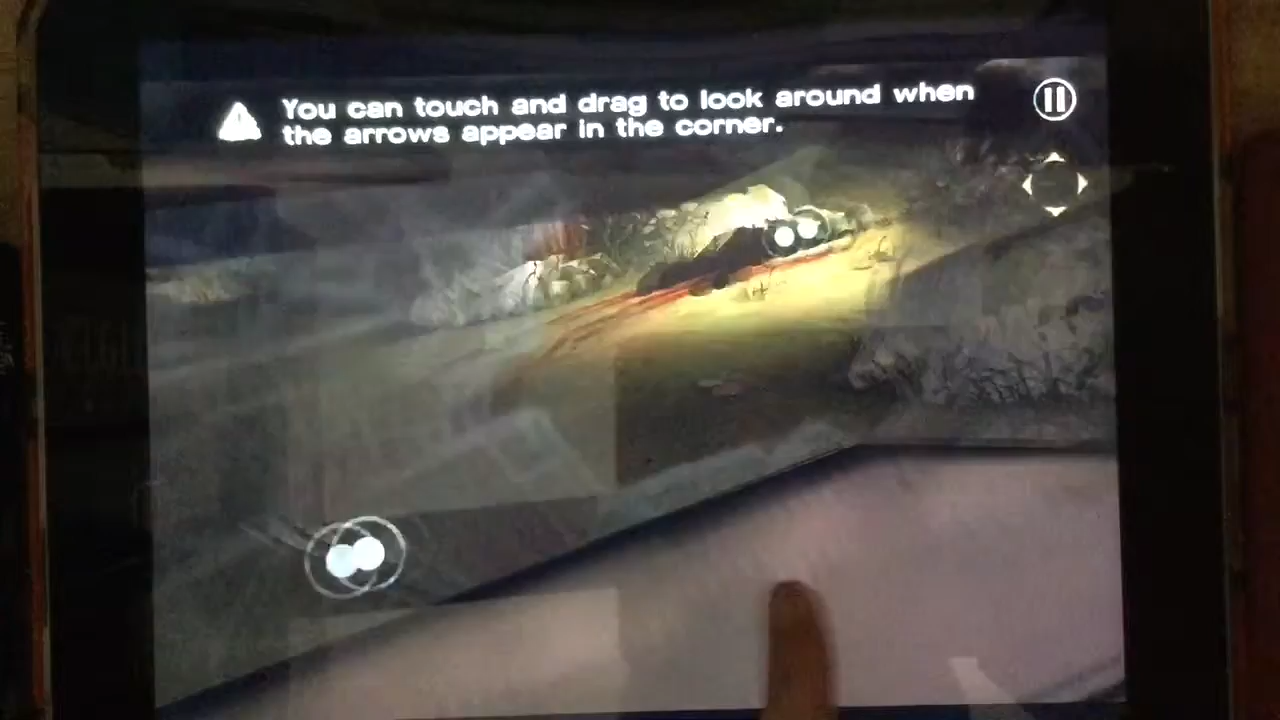 You can touch and drag to look around when
the arrows appear in the corner.